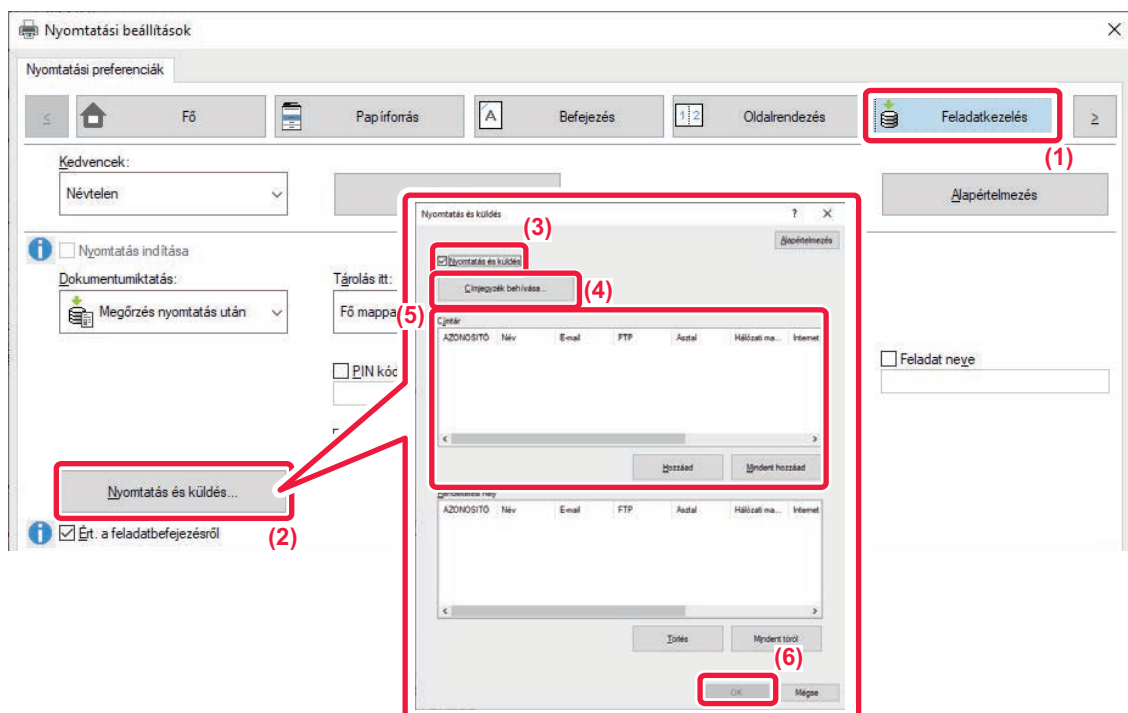 Nyomtatási beállítások
Nyomtatási preferenciák
Fő
Papírforrás
Befejezés
Oldalrendezés
Feladatkezelés
(1)
Kedvencek:
Névtelen
Alapértelmezés
Nyomtatás indítása
Dokumentumiktatás:
Megőrzés nyomtatás után
Tárolás itt:
Fő mappa
PIN kód
Feladat neve
Nyomtatás és küldés...
(2)
Ért. a feladatbefejezésről
Nyomtatás és küldés
? X
(3)
Alapértelmezés
Nyomtatás és küldés
Címjegyzék behívása...
(4)
(5)
Címtár
AZONOSÍTÓ Név E-mail FTP Asztal Hálózati ma... Internet
Hozzáad
Mindent hozzáad
Rendeltetési hely
AZONOSÍTÓ Név E-mail FTP Asztal Hálózati ma... Internet
Törlés
Mindent töröl
(6)
OK
Mégse